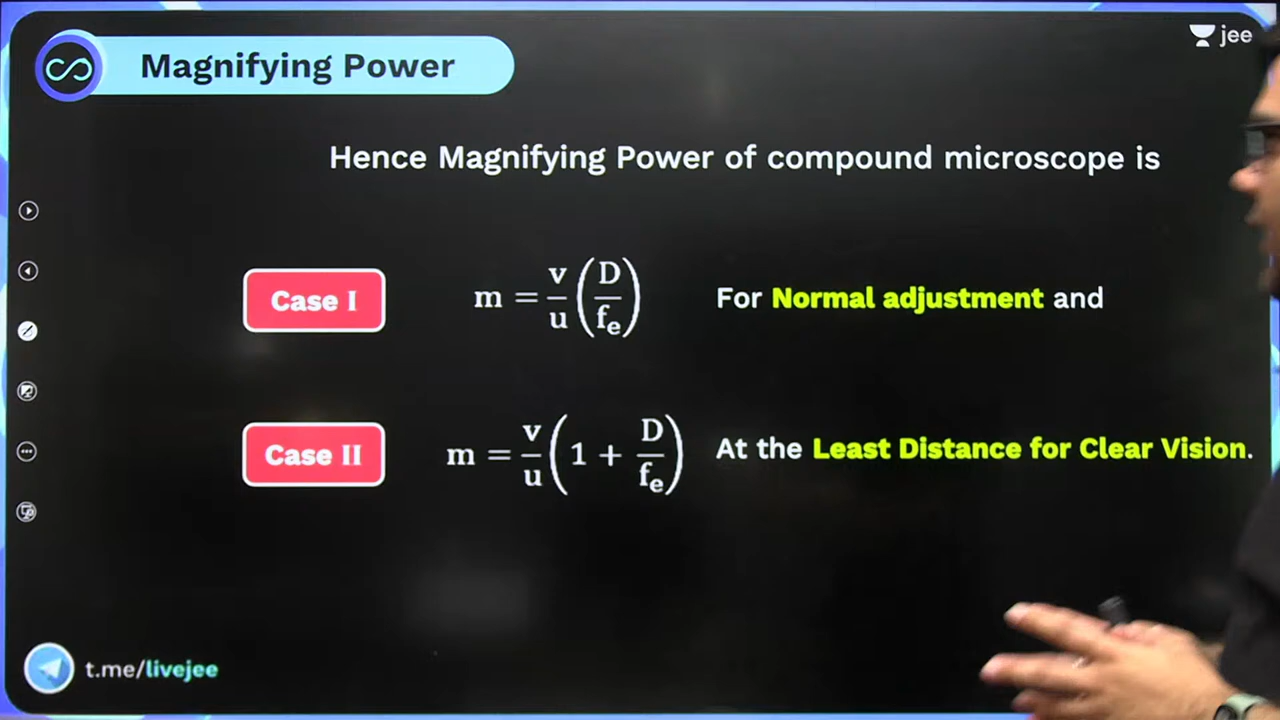 Magnifying Power
jee
Hence Magnifying Power of compound microscope is
Case I
m = v/u (D/fₑ)
For Normal adjustment and
Case II
m = v/u (1 + D/fₑ)
At the Least Distance for Clear Vision.
t.me/livejee